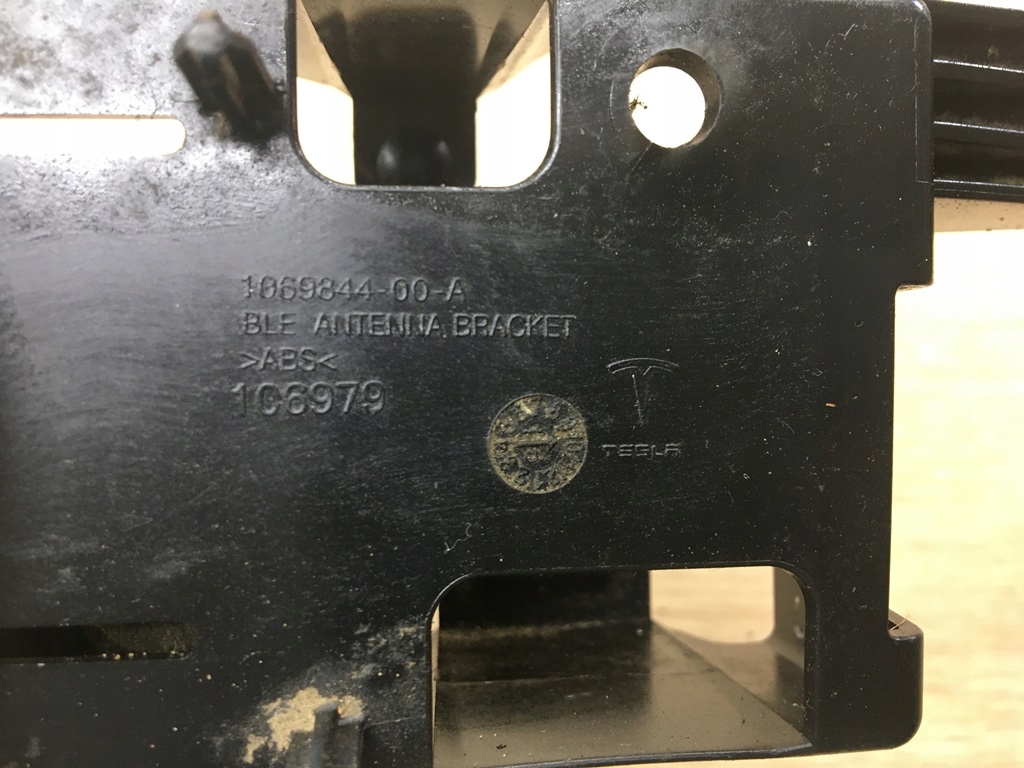 1069844-00-A
BLE ANTENNA BRACKET
>ABS<
106979
TESLA